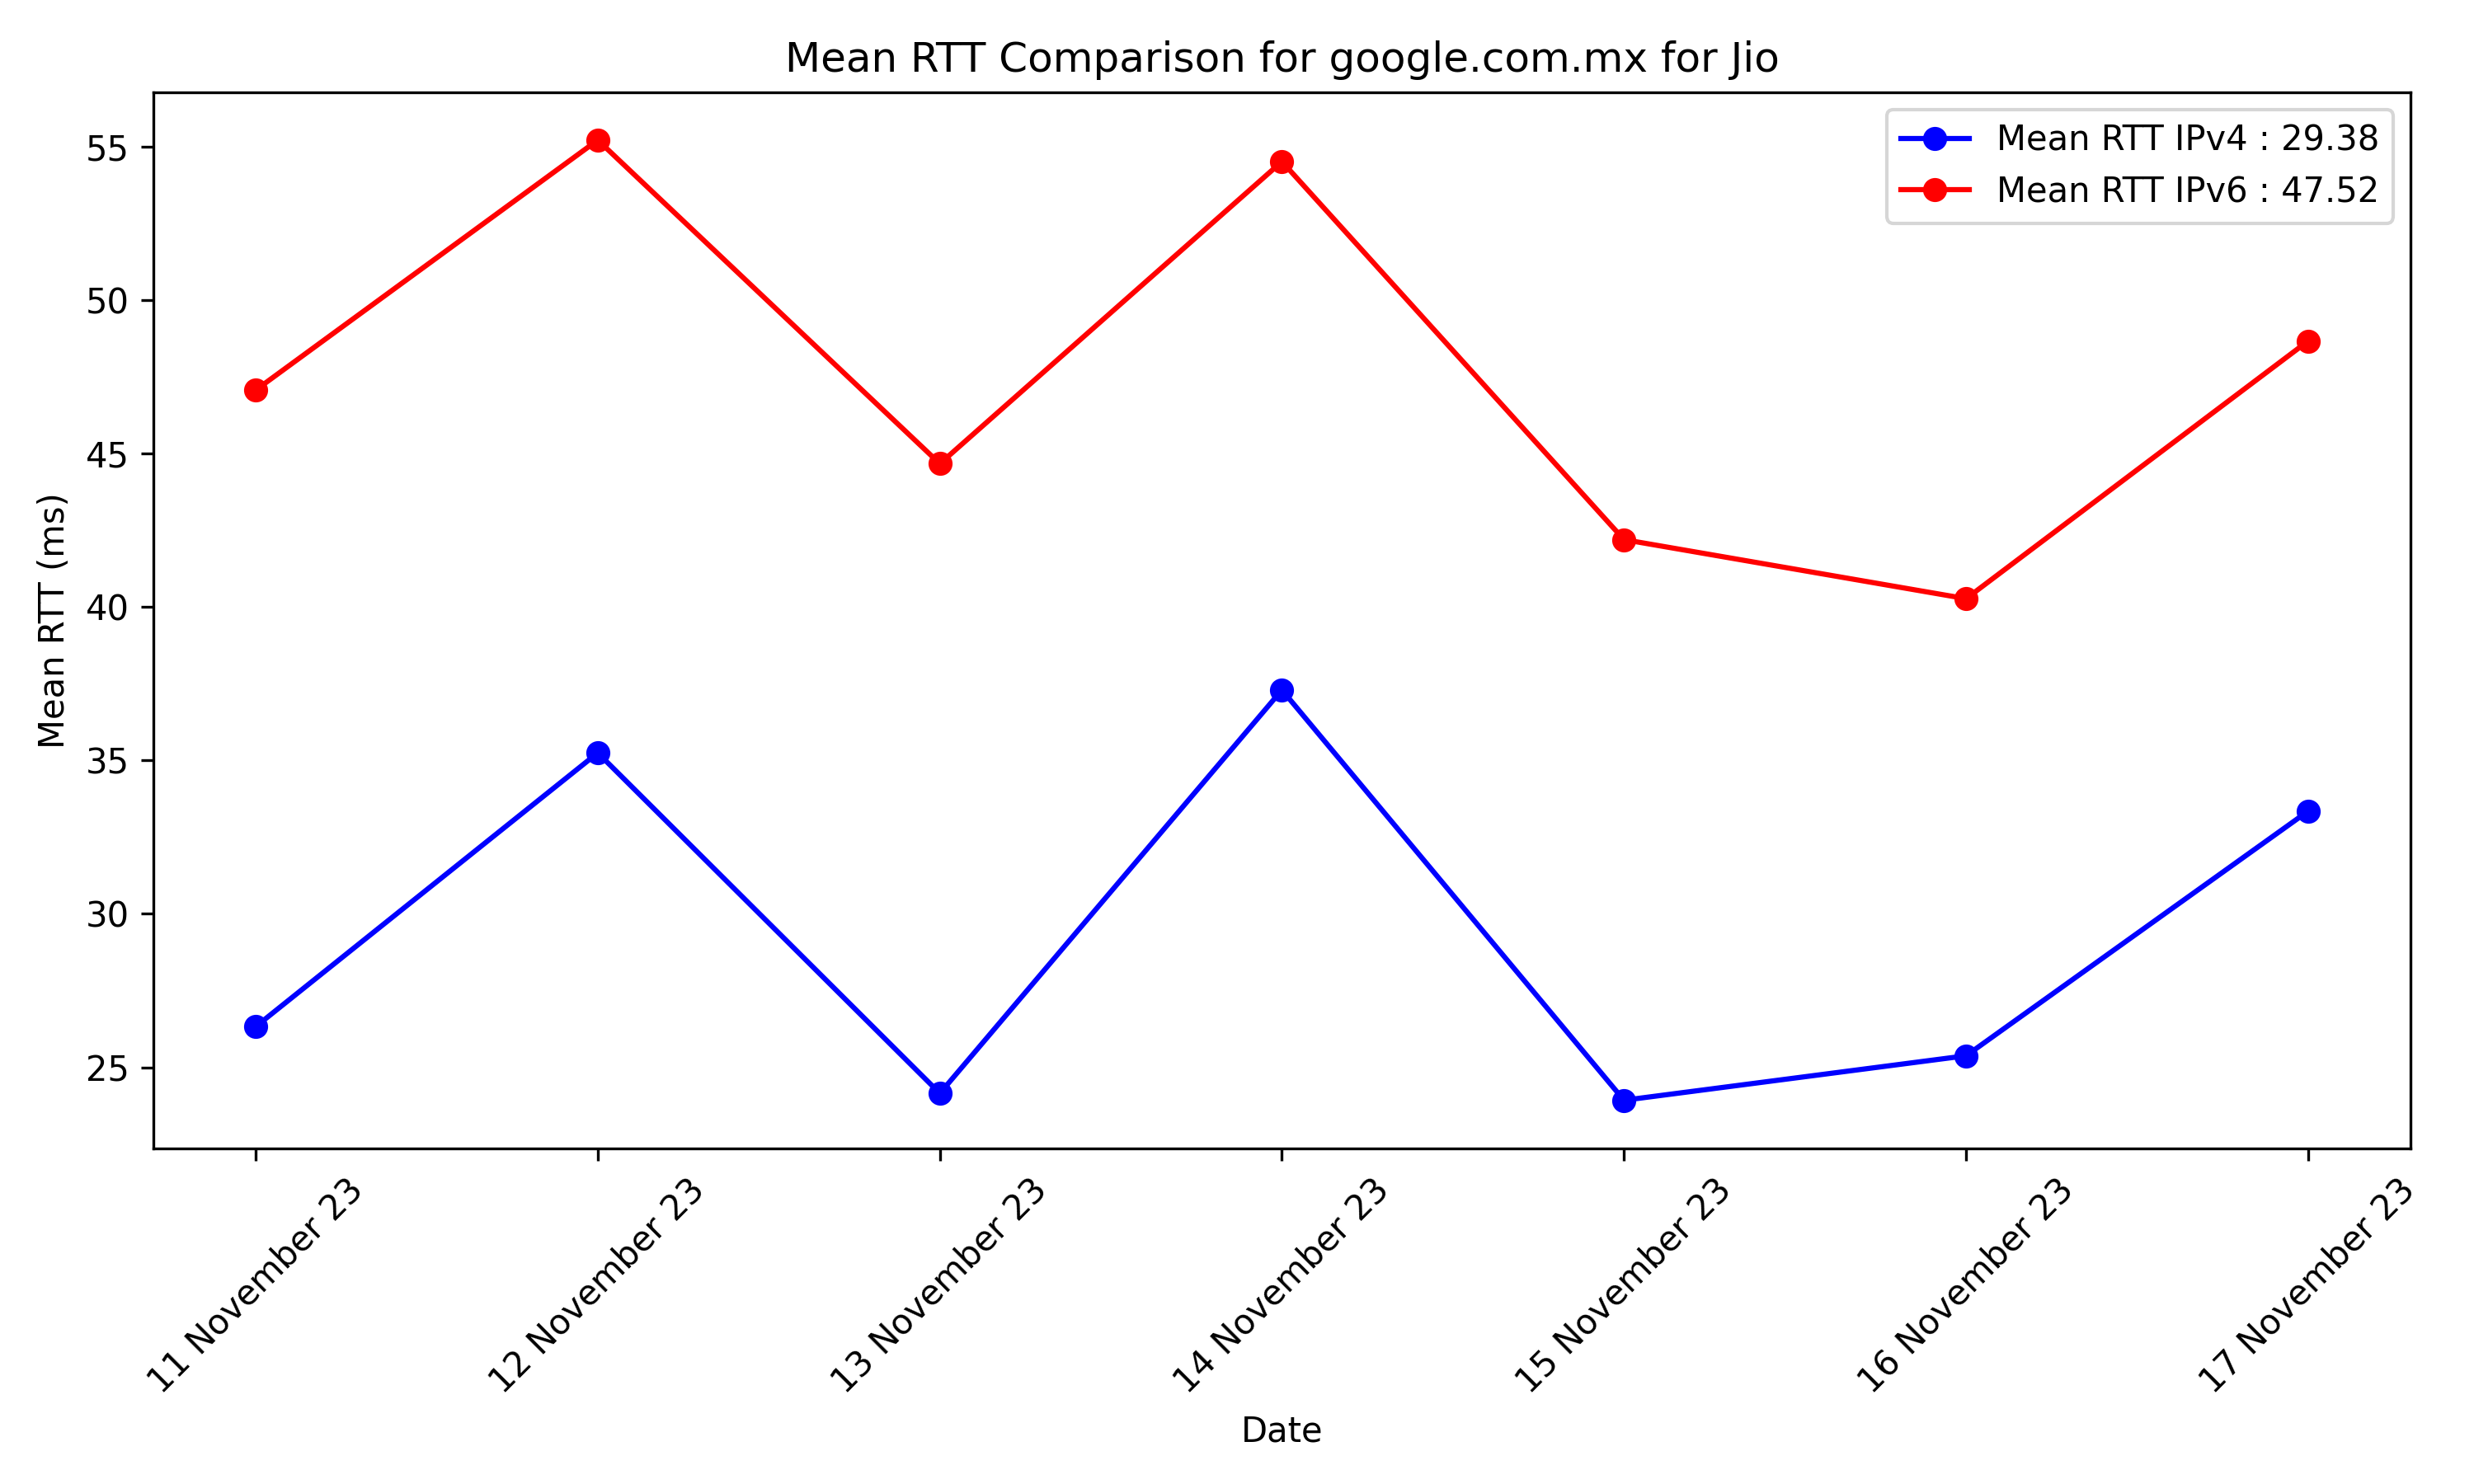 Mean RTT Comparison for google.com.mx for Jio
Mean RTT IPv4 : 29.38
Mean RTT IPv6 : 47.52
Mean RTT (ms)
55
50
45
40
35
30
25
11 November 23
12 November 23
13 November 23
14 November 23
15 November 23
16 November 23
17 November 23
Date